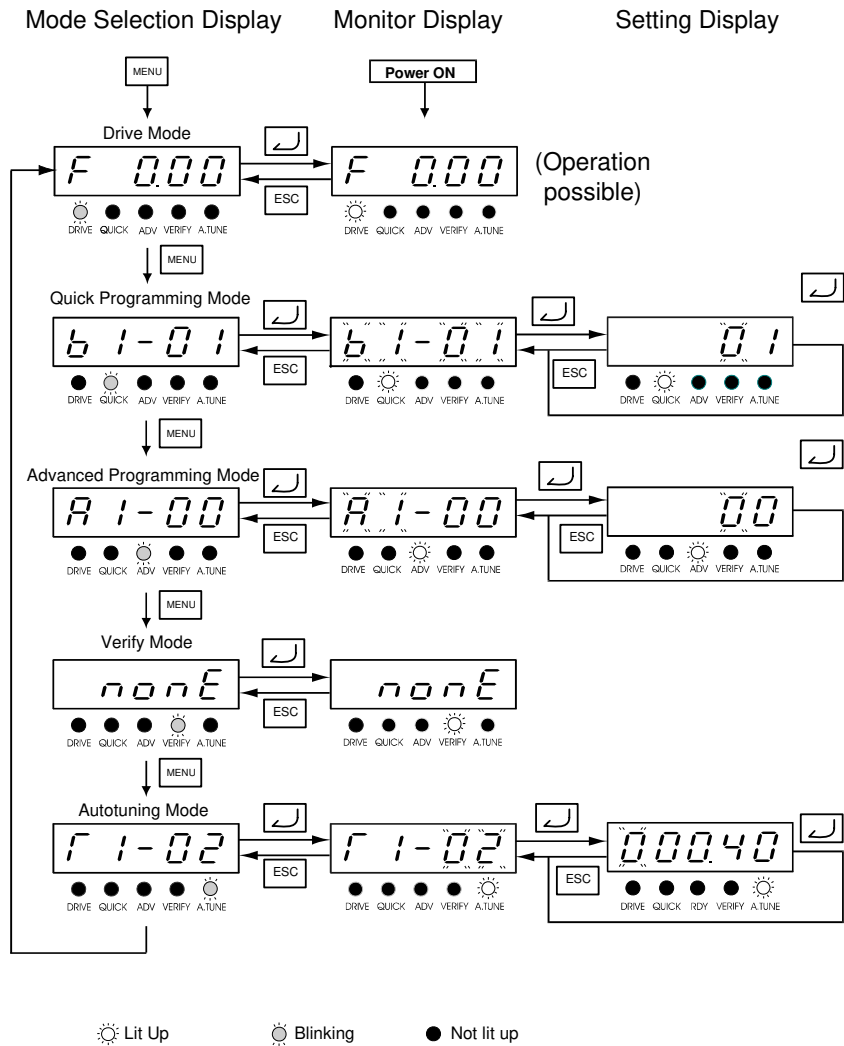 Mode Selection Display Monitor Display Setting Display
MENU
Power ON
Drive Mode
F 0.00
F 0.00
(Operation
possible)
ESC
DRIVE QUICK ADV VERIFY A.TUNE
DRIVE QUICK ADV VERIFY A.TUNE
MENU
Quick Programming Mode
b1-01
b1-01
01
ESC
ESC
DRIVE QUICK ADV VERIFY A.TUNE
DRIVE QUICK ADV VERIFY A.TUNE
DRIVE QUICK ADV VERIFY A.TUNE
MENU
Advanced Programming Mode
A1-00
A1-00
00
ESC
ESC
DRIVE QUICK ADV VERIFY A.TUNE
DRIVE QUICK ADV VERIFY A.TUNE
DRIVE QUICK ADV VERIFY A.TUNE
MENU
Verify Mode
nonE
nonE
ESC
DRIVE QUICK ADV VERIFY A.TUNE
DRIVE QUICK ADV VERIFY A.TUNE
MENU
Autotuning Mode
Γ1-02
Γ1-02
000.40
ESC
ESC
DRIVE QUICK ADV VERIFY A.TUNE
DRIVE QUICK ADV VERIFY A.TUNE
DRIVE QUICK RDY VERIFY A.TUNE
Lit Up Blinking Not lit up